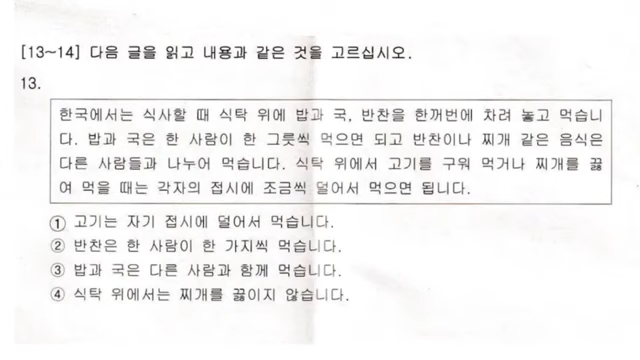 [13~14] 다음 글을 읽고 내용과 같은 것을 고르십시오.
13.
한국에서는 식사할 때 식탁 위에 밥과 국, 반찬을 한꺼번에 차려 놓고 먹습니
다. 밥과 국은 한 사람이 한 그릇씩 먹으면 되고 반찬이나 찌개 같은 음식은
다른 사람들과 나누어 먹습니다. 식탁 위에서 고기를 구워 먹거나 찌개를 끓
여 먹을 때는 각자의 접시에 조금씩 덜어서 먹으면 됩니다.
① 고기는 자기 접시에 덜어서 먹습니다.
② 반찬은 한 사람이 한 가지씩 먹습니다.
③ 밥과 국은 다른 사람과 함께 먹습니다.
④ 식탁 위에서는 찌개를 끓이지 않습니다.